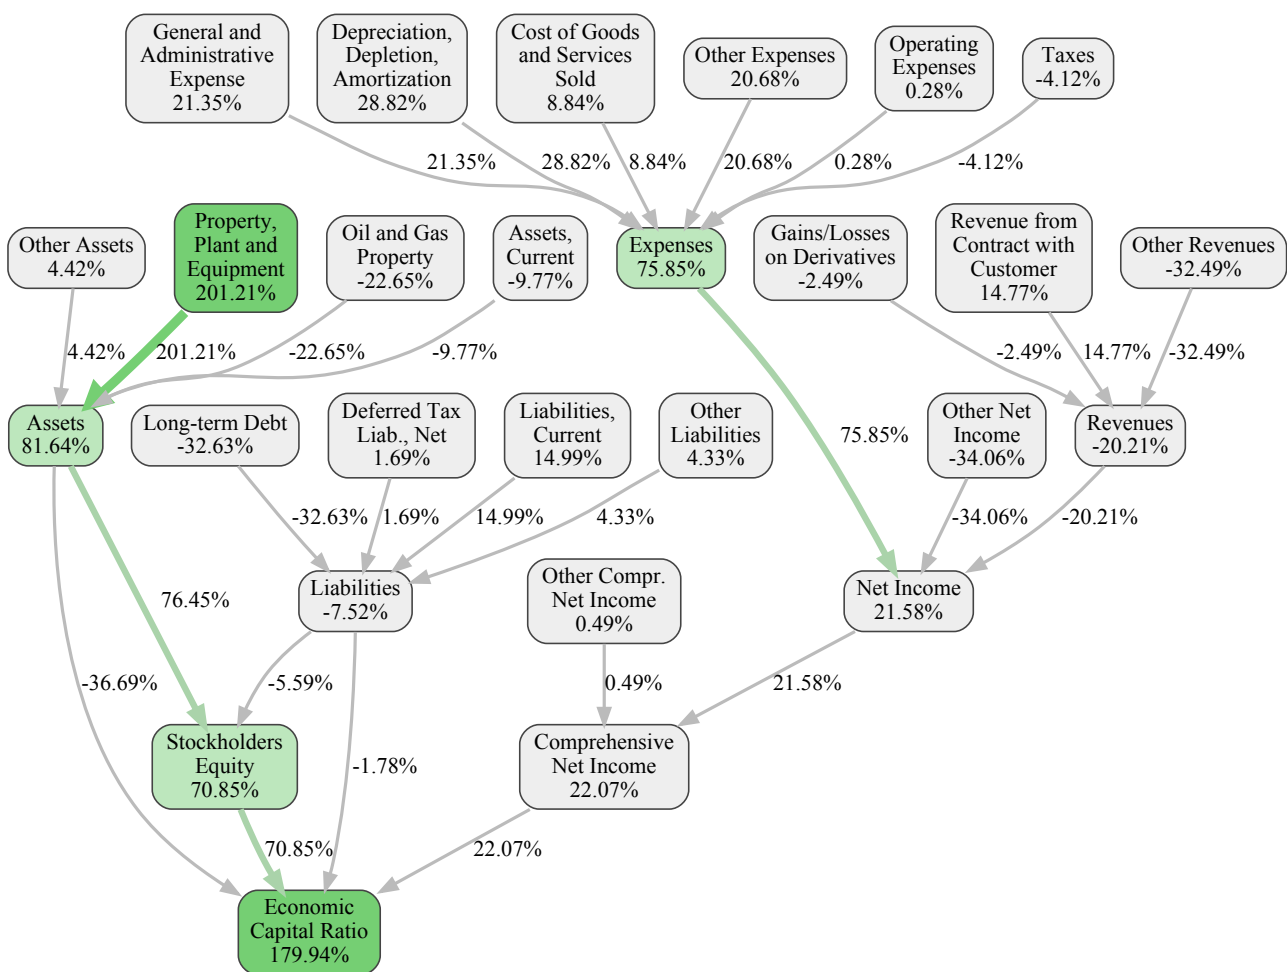 General and
Administrative
Expense
21.35%
Depreciation,
Depletion,
Amortization
28.82%
Cost of Goods
and Services
Sold
8.84%
Other Expenses
20.68%
Operating
Expenses
0.28%
Taxes
-4.12%
21.35%
28.82%
8.84%
20.68%
0.28%
-4.12%
Other Assets
4.42%
Property,
Plant and
Equipment
201.21%
Oil and Gas
Property
-22.65%
Assets,
Current
-9.77%
Expenses
75.85%
Gains/Losses
on Derivatives
-2.49%
Revenue from
Contract with
Customer
14.77%
Other Revenues
-32.49%
4.42%
201.21%
-22.65%
-9.77%
-2.49%
14.77%
-32.49%
Assets
81.64%
Long-term Debt
-32.63%
Deferred Tax
Liab., Net
1.69%
Liabilities,
Current
14.99%
Other
Liabilities
4.33%
75.85%
Other Net
Income
-34.06%
Revenues
-20.21%
-32.63%
1.69%
14.99%
4.33%
-34.06%
-20.21%
76.45%
Liabilities
-7.52%
Other Compr.
Net Income
0.49%
Net Income
21.58%
-36.69%
-5.59%
0.49%
21.58%
Stockholders
Equity
70.85%
-1.78%
Comprehensive
Net Income
22.07%
70.85%
22.07%
Economic
Capital Ratio
179.94%